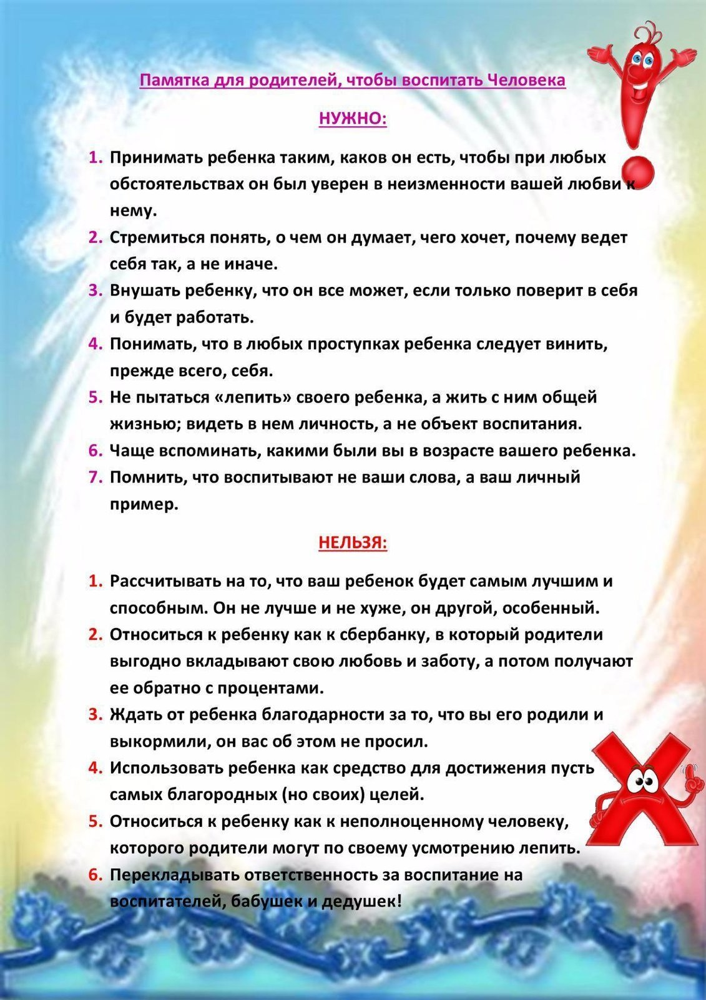 Памятка для родителей, чтобы воспитать Человека
НУЖНО:
1. Принимать ребенка таким, каков он есть, чтобы при любых
обстоятельствах он был уверен в неизменности вашей любви к
нему.
2. Стремиться понять, о чем он думает, чего хочет, почему ведет
себя так, а не иначе.
3. Внушать ребенку, что он все может, если только поверит в себя
и будет работать.
4. Понимать, что в любых проступках ребенка следует винить,
прежде всего, себя.
5. Не пытаться «лепить» своего ребенка, а жить с ним общей
жизнью; видеть в нем личность, а не объект воспитания.
6. Чаще вспоминать, какими были вы в возрасте вашего ребенка.
7. Помнить, что воспитывают не ваши слова, а ваш личный
пример.
НЕЛЬЗЯ:
1. Рассчитывать на то, что ваш ребенок будет самым лучшим и
способным. Он не лучше и не хуже, он другой, особенный.
2. Относиться к ребенку как к сбербанку, в который родители
выгодно вкладывают свою любовь и заботу, а потом получают
ее обратно с процентами.
3. Ждать от ребенка благодарности за то, что вы его родили и
выкормили, он вас об этом не просил.
4. Использовать ребенка как средство для достижения пусть
самых благородных (но своих) целей.
5. Относиться к ребенку как к неполноценному человеку,
которого родители могут по своему усмотрению лепить.
6. Перекладывать ответственность за воспитание на
воспитателей, бабушек и дедушек!